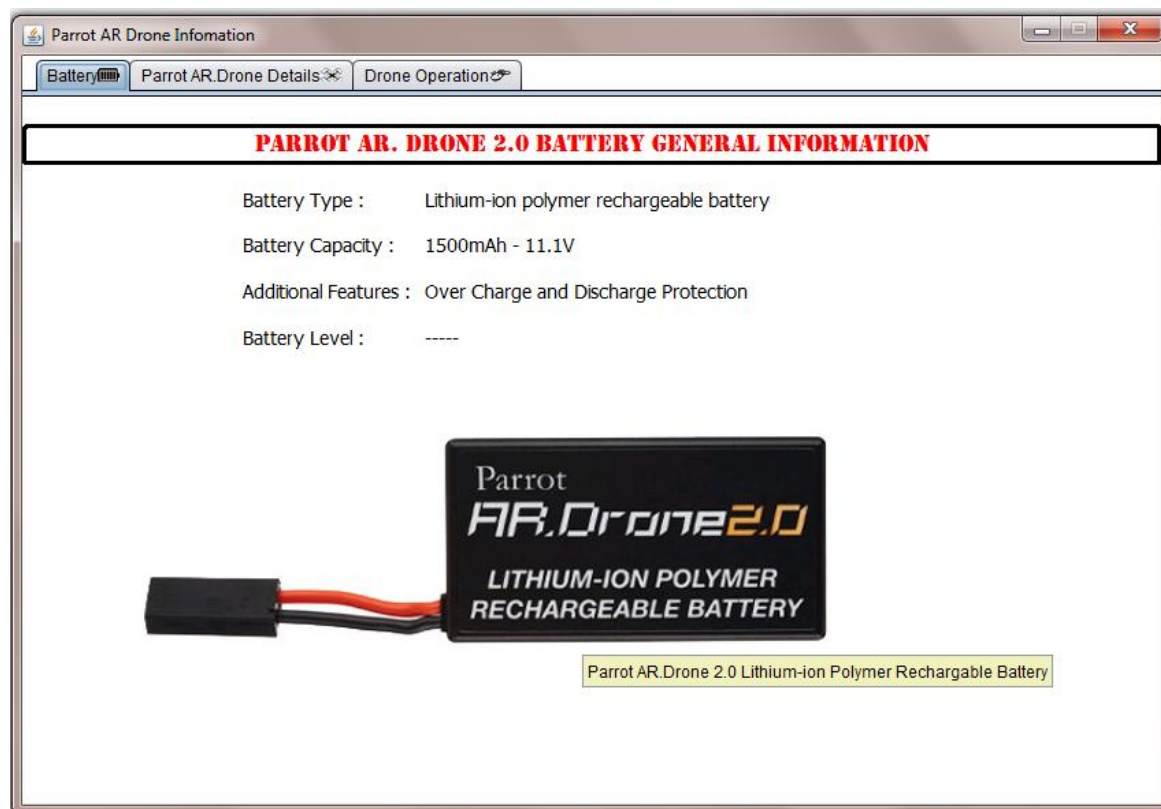 Parrot AR Drone Infomation
Battery Parrot AR.Drone Details Drone Operation
PARROT AR. DRONE 2.0 BATTERY GENERAL INFORMATION
Battery Type : Lithium-ion polymer rechargeable battery
Battery Capacity : 1500mAh - 11.1V
Additional Features : Over Charge and Discharge Protection
Battery Level : -----
Parrot
AR.Drone2.0
LITHIUM-ION POLYMER
RECHARGEABLE BATTERY
Parrot AR.Drone 2.0 Lithium-ion Polymer Rechargable Battery